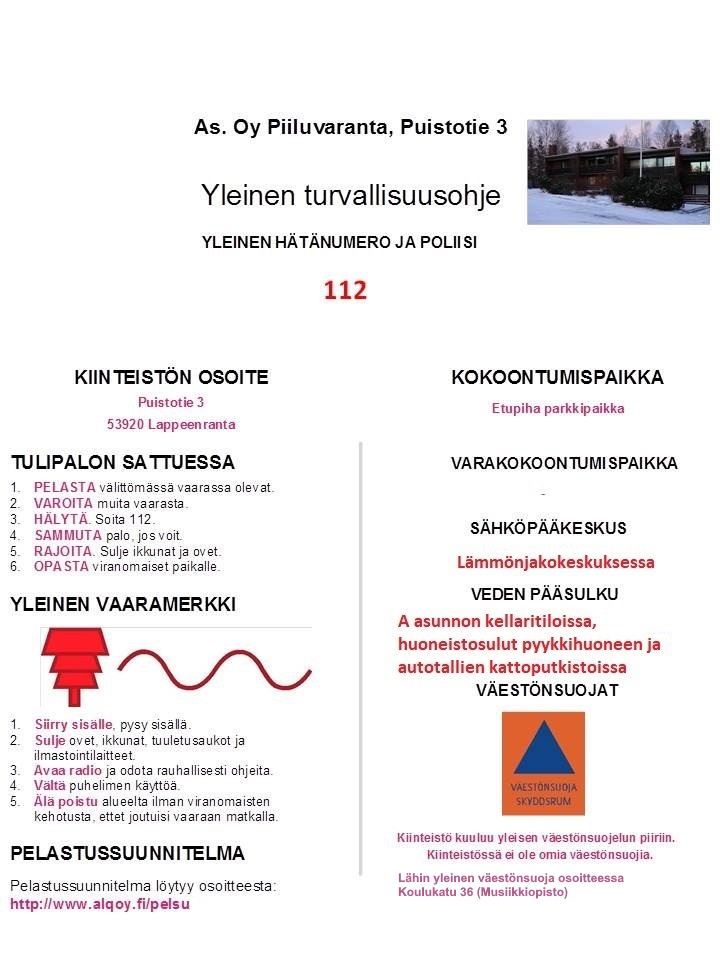 As. Oy Piiluvaranta, Puistotie 3
Yleinen turvallisuusohje
YLEINEN HÄTÄNUMERO JA POLIISI
112
KIINTEISTÖN OSOITE
Puistotie 3
53920 Lappeenranta
TULIPALON SATTUESSA
1. PELASTA välittömässä vaarassa olevat.
2. VAROITA muita vaarasta.
3. HÄLYTÄ. Soita 112.
4. SAMMUTA palo, jos voit.
5. RAJOITA. Sulje ikkunat ja ovet.
6. OPASTA viranomaiset paikalle.
YLEINEN VAARAMERKKI
1. Siirry sisälle, pysy sisällä.
2. Sulje ovet, ikkunat, tuuletusaukot ja
ilmastointilaitteet.
3. Avaa radio ja odota rauhallisesti ohjeita.
4. Vältä puhelimen käyttöä.
5. Älä poistu alueelta ilman viranomaisten
kehotusta, ettet joutuisi vaaraan matkalla.
PELASTUSSUUNNITELMA
Pelastussuunnitelma löytyy osoitteesta:
http://www.alqoy.fi/pelsu
KOKOONTUMISPAIKKA
Etupiha parkkipaikka
VARAKOKOONTUMISPAIKKA
-
SÄHKÖPÄÄKESKUS
Lämmönjakokeskuksessa
VEDEN PÄÄSULKU
A asunnon kellaritiloissa,
huoneistosulut pyykkihuoneen ja
autotallien kattoputkistoissa
VÄESTÖNSUOJAT
VÄESTÖNSUOJA
SKYDDSRUM
Kiinteistö kuuluu yleisen väestönsuojelun piiriin.
Kiinteistössä ei ole omia väestönsuojia.
Lähin yleinen väestönsuoja osoitteessa
Koulukatu 36 (Musiikkiopisto)